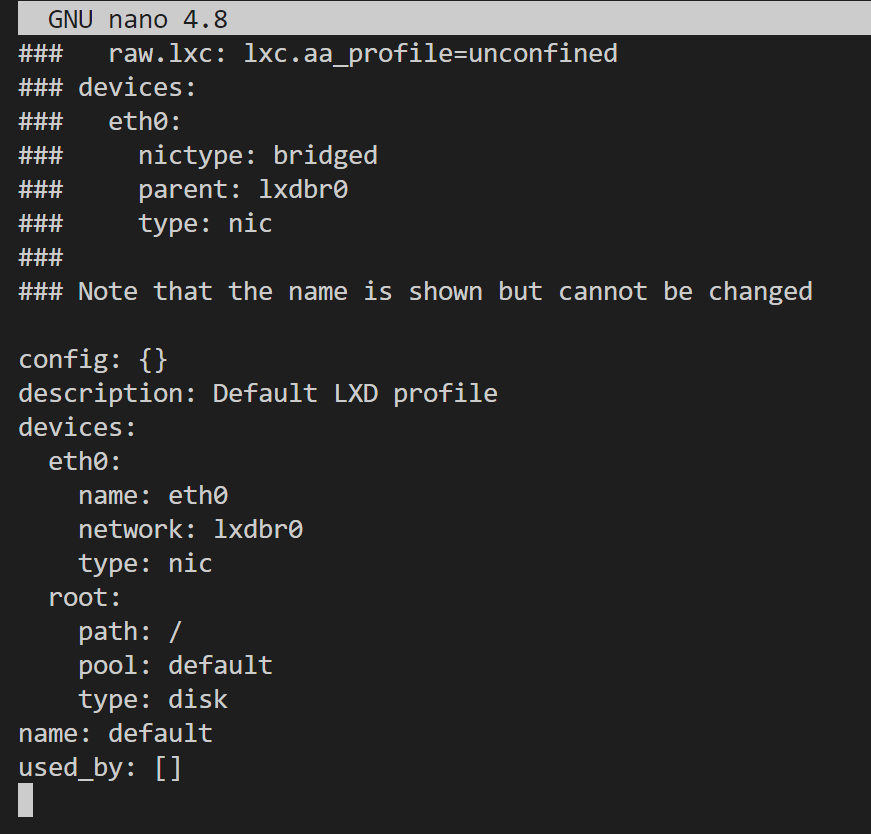 GNU nano 4.8
###   raw.lxc: lxc.aa_profile=unconfined
### devices:
###   eth0:
###     nictype: bridged
###     parent: lxdbr0
###     type: nic
###
### Note that the name is shown but cannot be changed

config: {}
description: Default LXD profile
devices:
  eth0:
    name: eth0
    network: lxdbr0
    type: nic
  root:
    path: /
    pool: default
    type: disk
name: default
used_by: []